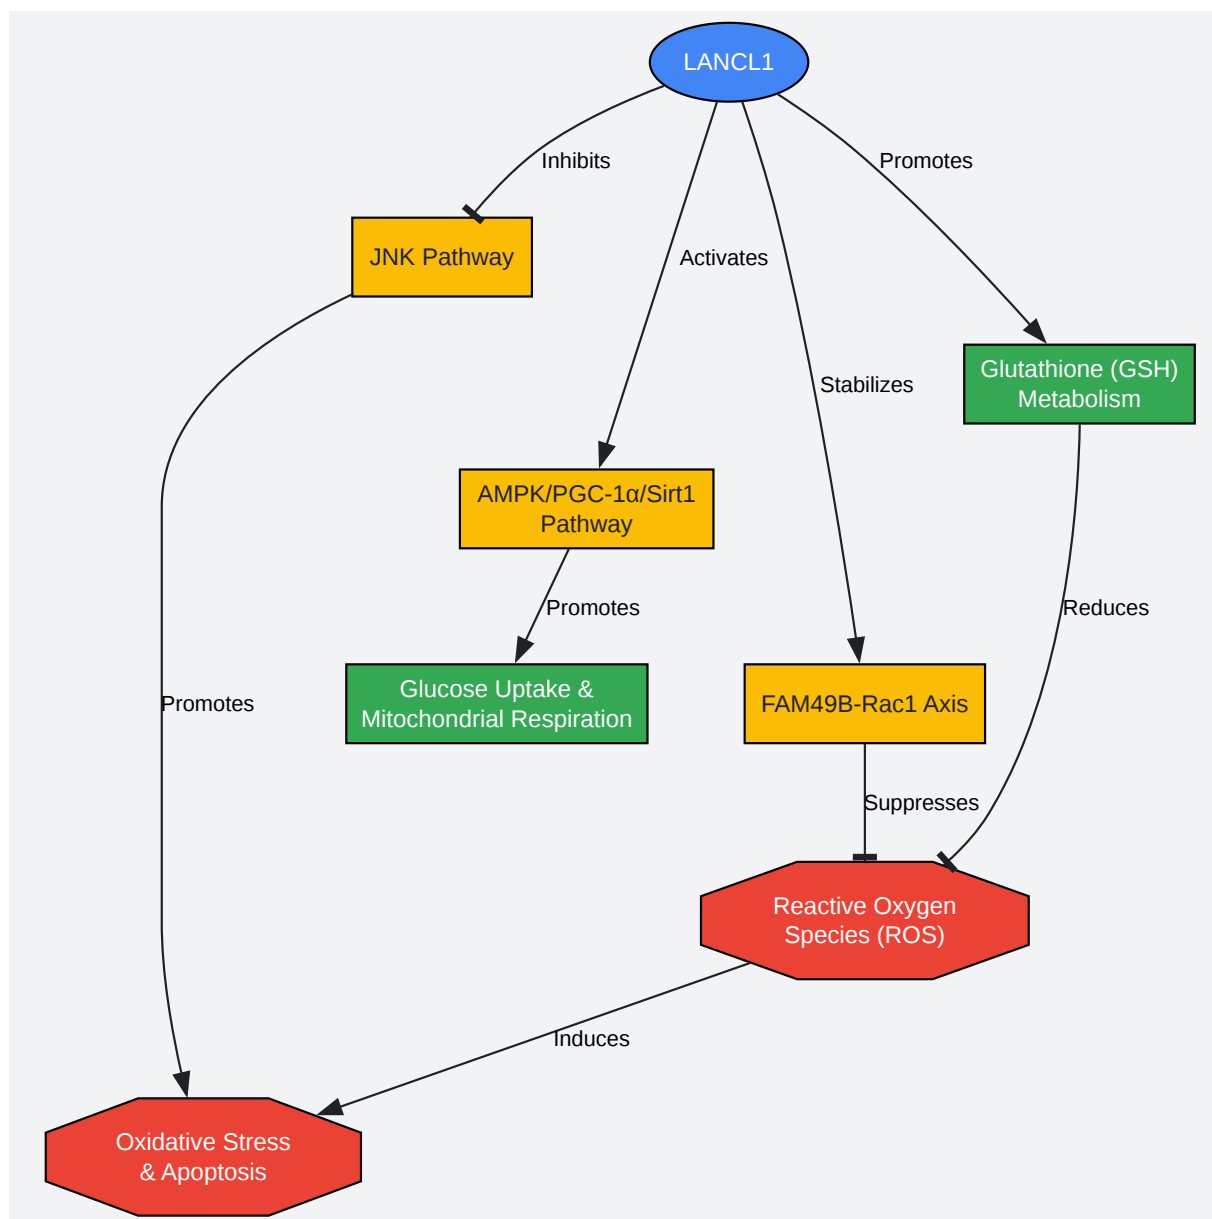 LANCL1
Inhibits
Promotes
JNK Pathway
Activates
Stabilizes
Glutathione (GSH)
Metabolism
AMPK/PGC-1α/Sirt1
Pathway
Promotes
Reduces
Glucose Uptake &
Mitochondrial Respiration
FAM49B-Rac1 Axis
Promotes
Suppresses
Reactive Oxygen
Species (ROS)
Induces
Oxidative Stress
& Apoptosis